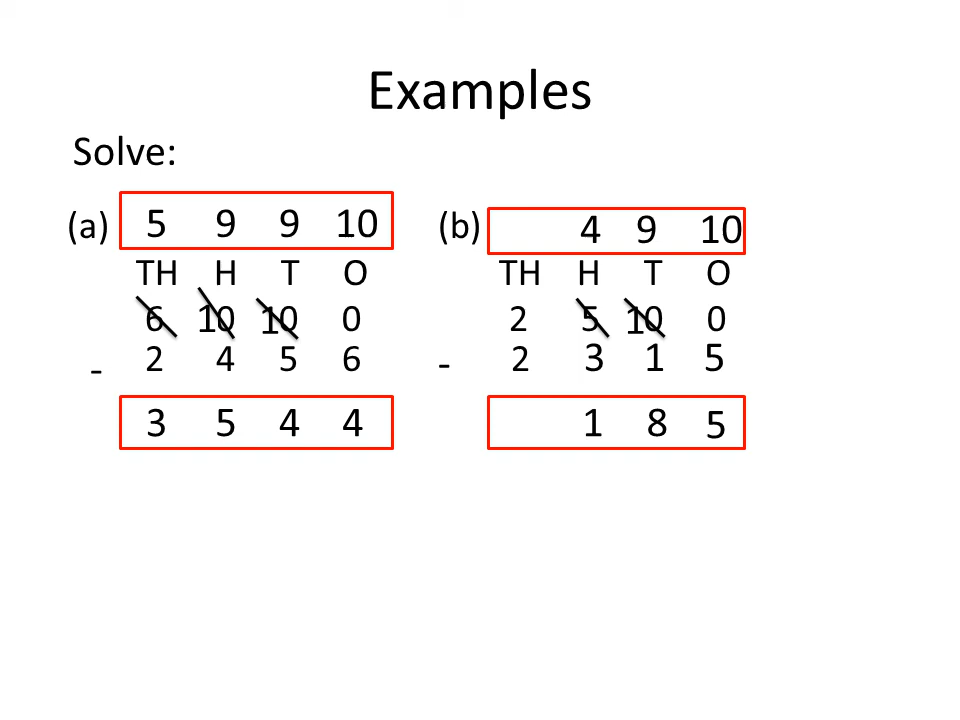 Examples
Solve:
(a) 5 9 9 10 (b) 4 9 10
TH H T O TH H T O
6 10 10 0 2 5 10 0
- 2 4 5 6 - 2 3 1 5
3 5 4 4 1 8 5